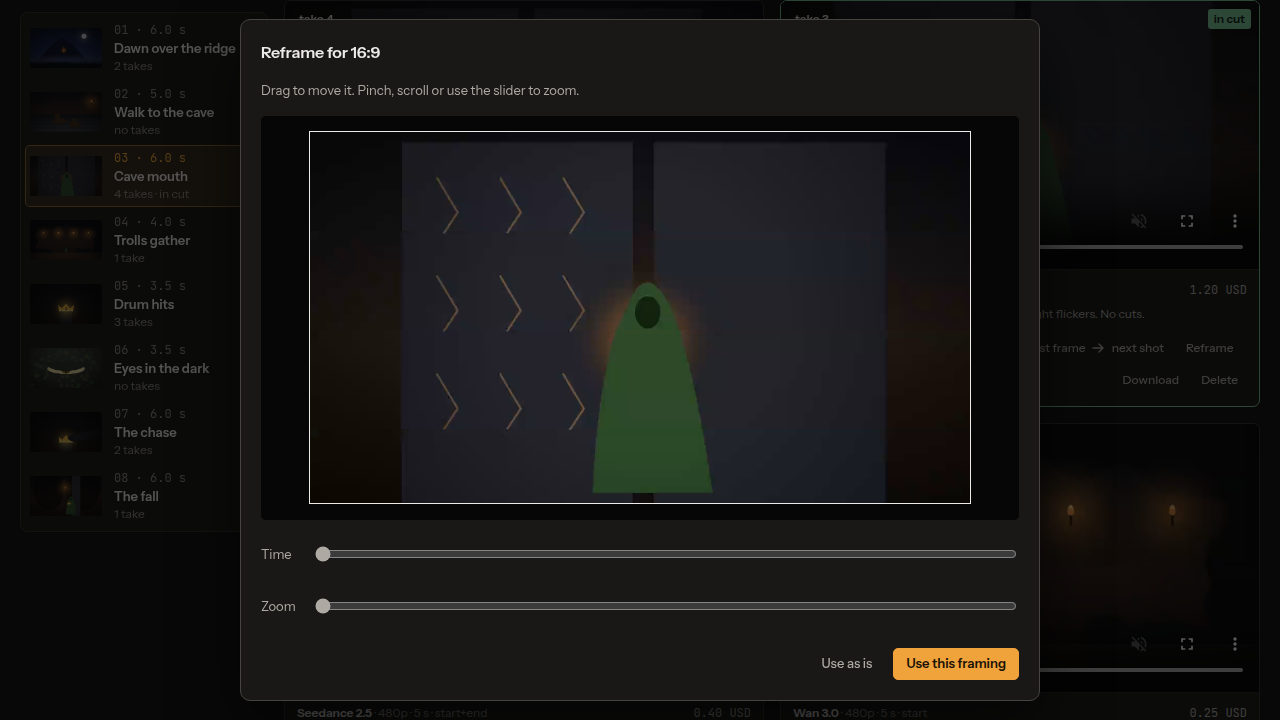 take 4
take 3
in cut
01 · 6.0 s
Dawn over the ridge
2 takes
02 · 5.0 s
Walk to the cave
no takes
03 · 6.0 s
Cave mouth
4 takes · in cut
04 · 4.0 s
Trolls gather
1 take
05 · 3.5 s
Drum hits
3 takes
06 · 3.5 s
Eyes in the dark
no takes
07 · 6.0 s
The chase
2 takes
08 · 6.0 s
The fall
1 take
Reframe for 16:9
Drag to move it. Pinch, scroll or use the slider to zoom.
Time
Zoom
Use as is
Use this framing
1.20 USD
ght flickers. No cuts.
st frame → next shot
Reframe
Download
Delete
Seedance 2.5 · 480p · 5 s · start+end
0.40 USD
Wan 3.0 · 480p · 5 s · start
0.25 USD